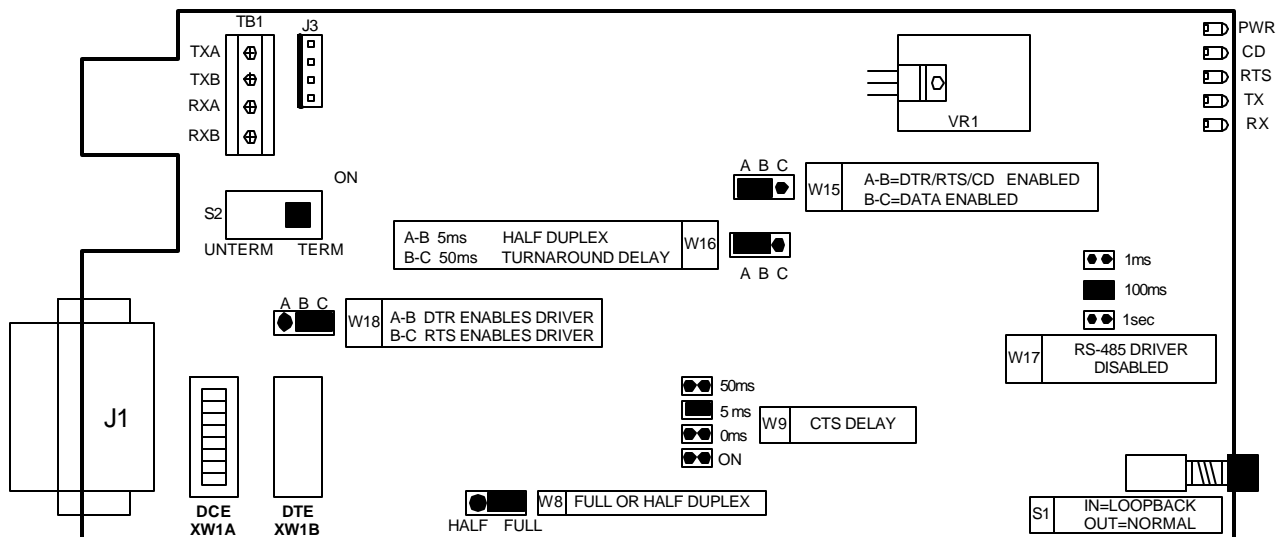 TB1
J3
TXA
TXB
RXA
RXB
PWR
CD
RTS
TX
RX
VR1
ON
S2
UNTERM TERM
A B C
W15
A-B=DTR/RTS/CD ENABLED
B-C=DATA ENABLED
A-B 5ms HALF DUPLEX
B-C 50ms TURNAROUND DELAY
W16
A B C
1ms
100ms
1sec
W17
RS-485 DRIVER
DISABLED
A B C
W18
A-B DTR ENABLES DRIVER
B-C RTS ENABLES DRIVER
J1
DCE
XW1A
DTE
XW1B
50ms
5 ms
0ms
ON
W9
CTS DELAY
HALF FULL
W8
FULL OR HALF DUPLEX
S1
IN=LOOPBACK
OUT=NORMAL